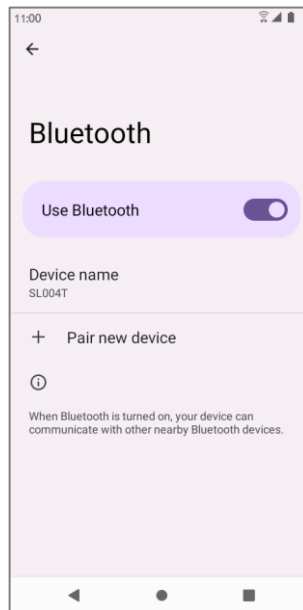 11:00
Bluetooth
Use Bluetooth
Device name
SL004T
Pair new device
When Bluetooth is turned on, your device can
communicate with other nearby Bluetooth devices.